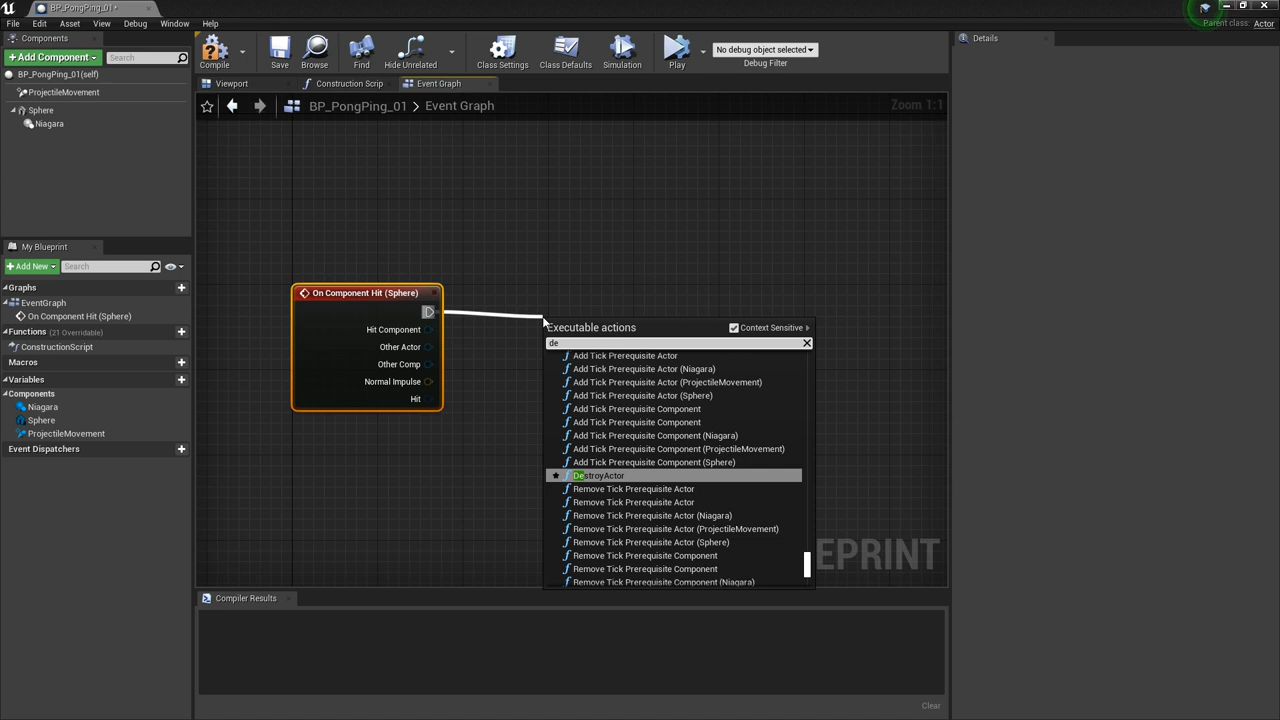 BP_PongPing_01*
Parent class: Actor
File Edit Asset View Debug Window Help
Components
Details
Add Component
Search
BP_PongPing_01(self)
ProjectileMovement
Sphere
Niagara
Compile
Save
Browse
Find
Hide Unrelated
Class Settings
Class Defaults
Simulation
Play
No debug object selected
Debug Filter
Viewport
Construction Scrip
Event Graph
BP_PongPing_01 > Event Graph
Zoom 1:1
My Blueprint
Add New
Search
Graphs
EventGraph
On Component Hit (Sphere)
Functions (21 Overridable)
ConstructionScript
Macros
Variables
Components
Niagara
Sphere
ProjectileMovement
Event Dispatchers
On Component Hit (Sphere)
Hit Component
Other Actor
Other Comp
Normal Impulse
Hit
Executable actions
Context Sensitive
de
Add Tick Prerequisite Actor
Add Tick Prerequisite Actor (Niagara)
Add Tick Prerequisite Actor (ProjectileMovement)
Add Tick Prerequisite Actor (Sphere)
Add Tick Prerequisite Component
Add Tick Prerequisite Component
Add Tick Prerequisite Component (Niagara)
Add Tick Prerequisite Component (ProjectileMovement)
Add Tick Prerequisite Component (Sphere)
DestroyActor
Remove Tick Prerequisite Actor
Remove Tick Prerequisite Actor
Remove Tick Prerequisite Actor (Niagara)
Remove Tick Prerequisite Actor (ProjectileMovement)
Remove Tick Prerequisite Actor (Sphere)
Remove Tick Prerequisite Component
Remove Tick Prerequisite Component
Remove Tick Prerequisite Component (Niagara)
EPRINT
Compiler Results
Clear